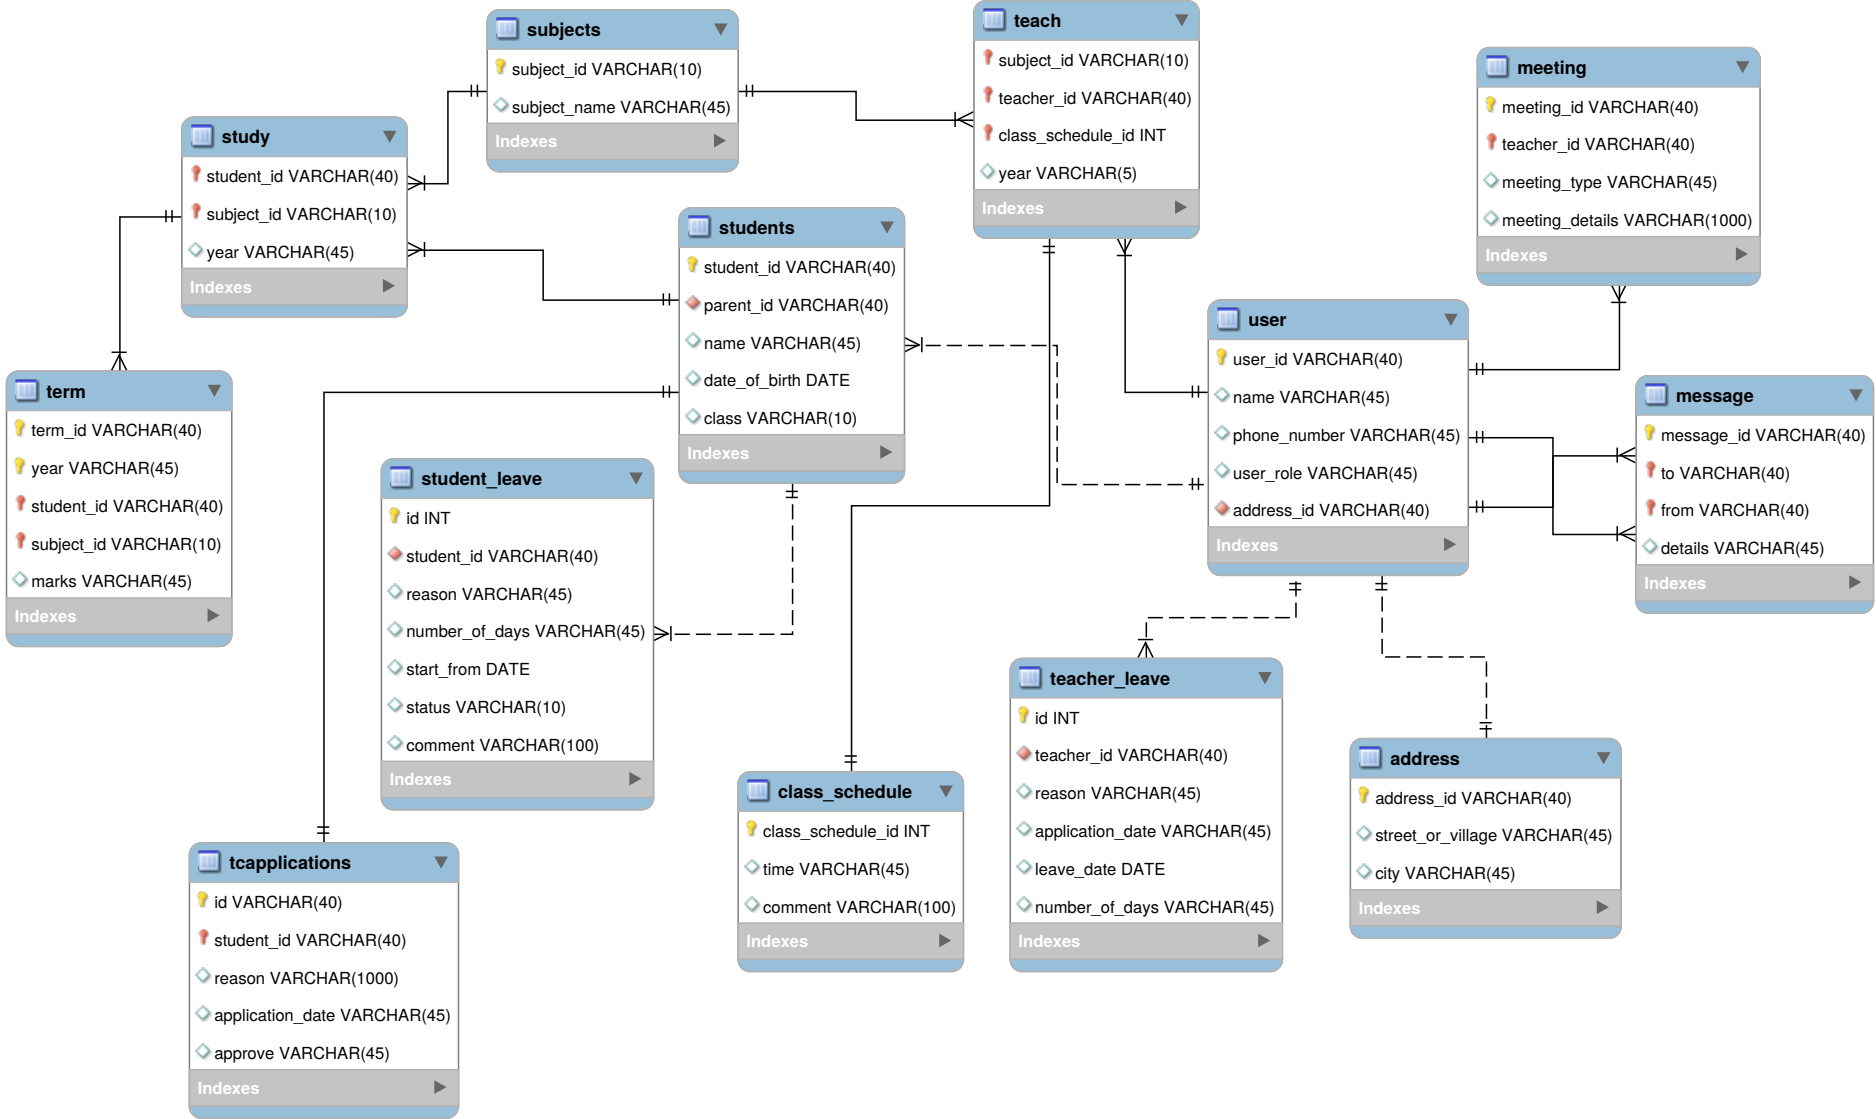 subjects
subject_id VARCHAR(10)
subject_name VARCHAR(45)
Indexes
teach
subject_id VARCHAR(10)
teacher_id VARCHAR(40)
class_schedule_id INT
year VARCHAR(5)
Indexes
meeting
meeting_id VARCHAR(40)
teacher_id VARCHAR(40)
meeting_type VARCHAR(45)
meeting_details VARCHAR(1000)
Indexes
study
student_id VARCHAR(40)
subject_id VARCHAR(10)
year VARCHAR(45)
Indexes
students
student_id VARCHAR(40)
parent_id VARCHAR(40)
name VARCHAR(45)
date_of_birth DATE
class VARCHAR(10)
Indexes
user
user_id VARCHAR(40)
name VARCHAR(45)
phone_number VARCHAR(45)
user_role VARCHAR(45)
address_id VARCHAR(40)
Indexes
term
term_id VARCHAR(40)
year VARCHAR(45)
student_id VARCHAR(40)
subject_id VARCHAR(10)
marks VARCHAR(45)
Indexes
message
message_id VARCHAR(40)
to VARCHAR(40)
from VARCHAR(40)
details VARCHAR(45)
Indexes
student_leave
id INT
student_id VARCHAR(40)
reason VARCHAR(45)
number_of_days VARCHAR(45)
start_from DATE
status VARCHAR(10)
comment VARCHAR(100)
Indexes
teacher_leave
id INT
teacher_id VARCHAR(40)
reason VARCHAR(45)
application_date VARCHAR(45)
leave_date DATE
number_of_days VARCHAR(45)
Indexes
address
address_id VARCHAR(40)
street_or_village VARCHAR(45)
city VARCHAR(45)
Indexes
class_schedule
class_schedule_id INT
time VARCHAR(45)
comment VARCHAR(100)
Indexes
tcapplications
id VARCHAR(40)
student_id VARCHAR(40)
reason VARCHAR(1000)
application_date VARCHAR(45)
approve VARCHAR(45)
Indexes